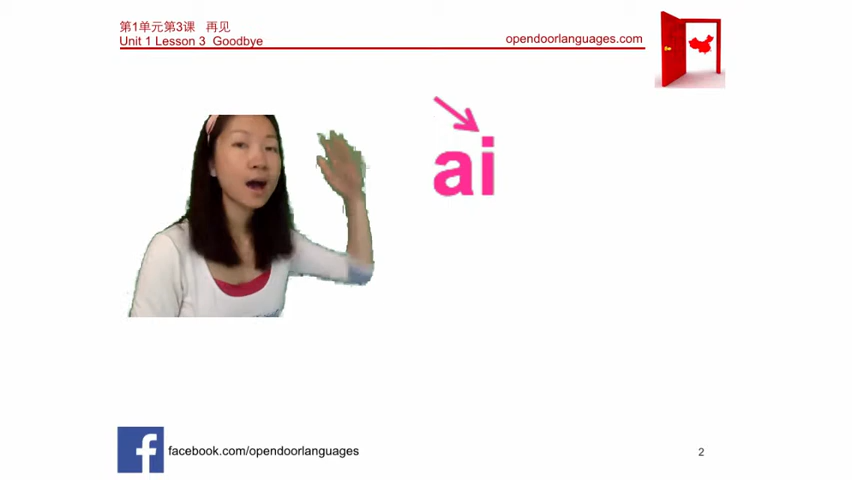 第1单元第3课 再见
Unit 1 Lesson 3 Goodbye
opendoorlanguages.com
ai
facebook.com/opendoorlanguages
2